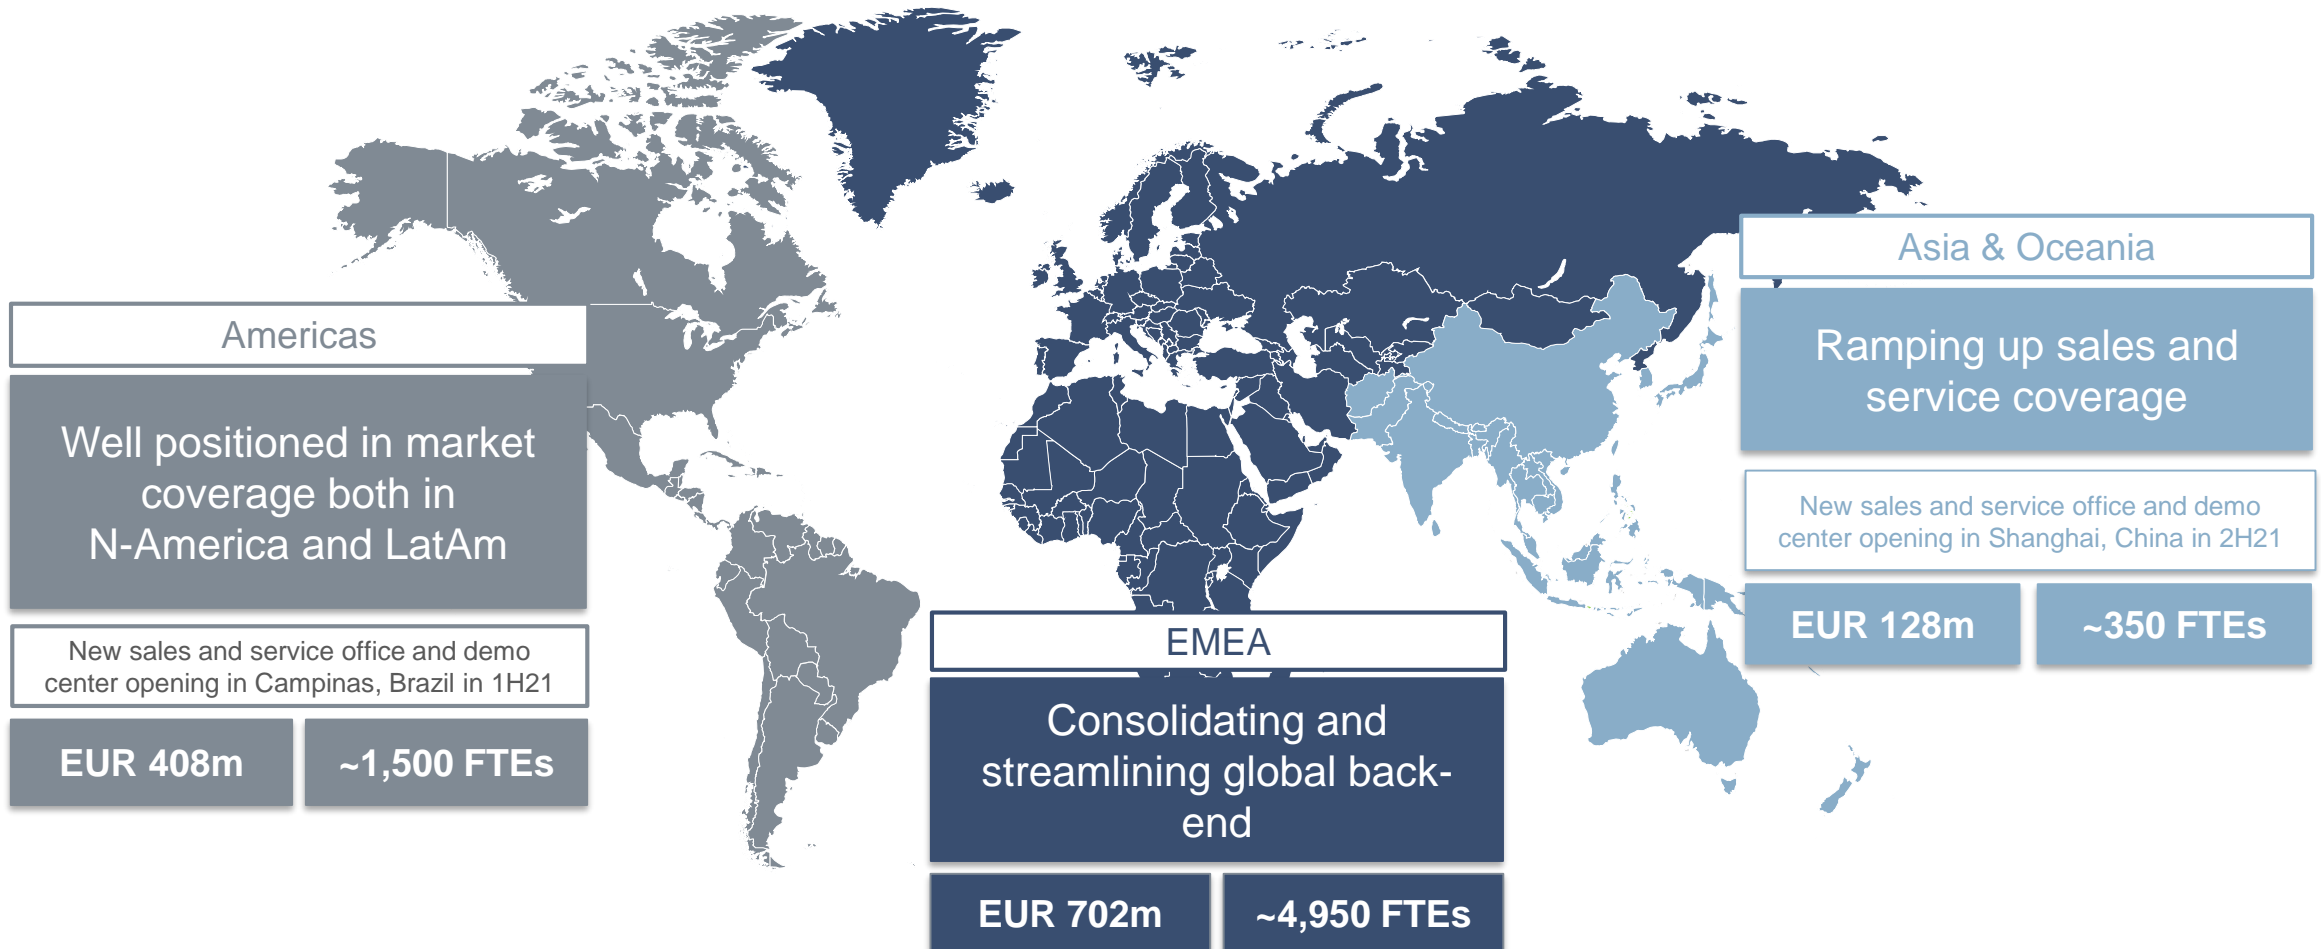 Americas
Well positioned in market
coverage both in
N-America and LatAm
New sales and service office and demo
center opening in Campinas, Brazil in 1H21
EUR 408m
~1,500 FTEs
EMEA
Consolidating and
streamlining global back-
end
EUR 702m
~4,950 FTEs
Asia & Oceania
Ramping up sales and
service coverage
New sales and service office and demo
center opening in Shanghai, China in 2H21
EUR 128m
~350 FTEs